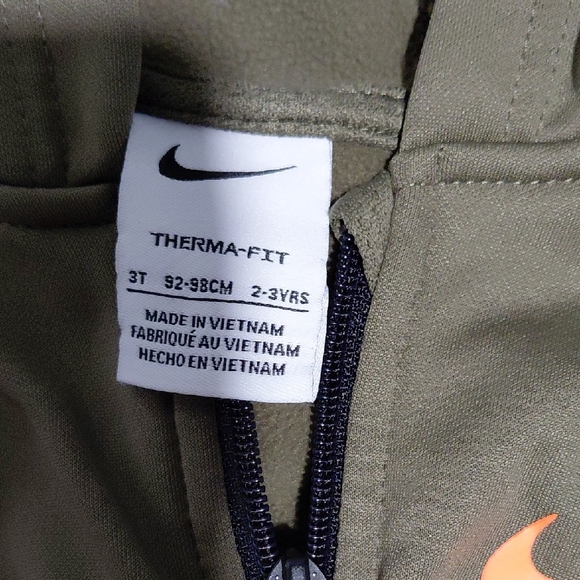 THERMA-FIT
3T 92-98CM 2-3YRS
MADE IN VIETNAM
FABRIQUÉ AU VIETNAM
HECHO EN VIETNAM